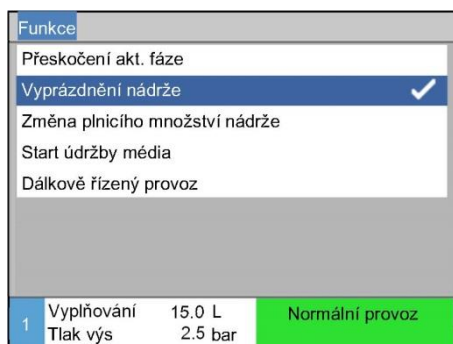 Funkce
Přeskočení akt. fáze
Vyprázdnění nádrže
Změna plnicího množství nádrže
Start údržby média
Dálkově řízený provoz
1 Vyplňování 15.0 L Normální provoz
Tlak výs 2.5 bar